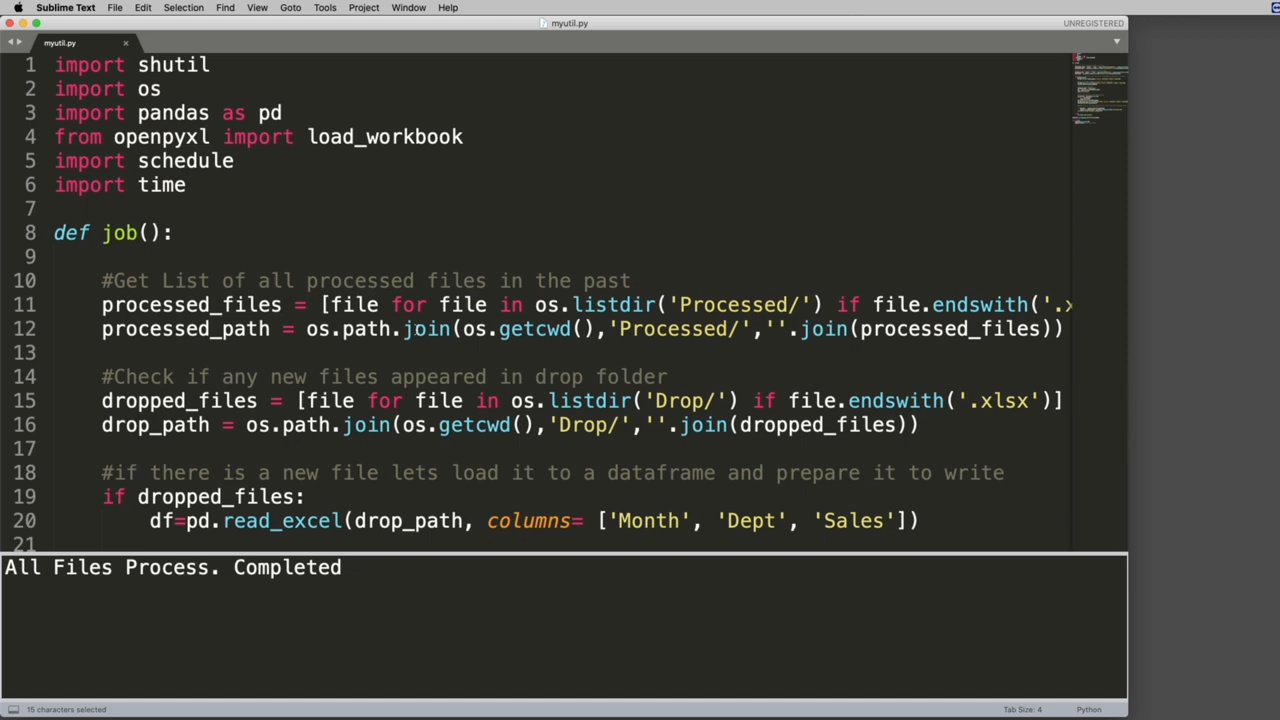 Sublime Text File Edit Selection Find View Goto Tools Project Window Help
myutil.py UNREGISTERED
myutil.py ×
1 import shutil
2 import os
3 import pandas as pd
4 from openpyxl import load_workbook
5 import schedule
6 import time
7
8 def job():
9
10 #Get List of all processed files in the past
11 processed_files = [file for file in os.listdir('Processed/') if file.endswith('.x
12 processed_path = os.path.join(os.getcwd(),'Processed/',''.join(processed_files))
13
14 #Check if any new files appeared in drop folder
15 dropped_files = [file for file in os.listdir('Drop/') if file.endswith('.xlsx')]
16 drop_path = os.path.join(os.getcwd(),'Drop/',''.join(dropped_files))
17
18 #if there is a new file lets load it to a dataframe and prepare it to write
19 if dropped_files:
20 df=pd.read_excel(drop_path, columns= ['Month', 'Dept', 'Sales'])
21
All Files Process. Completed
15 characters selected Tab Size: 4 Python